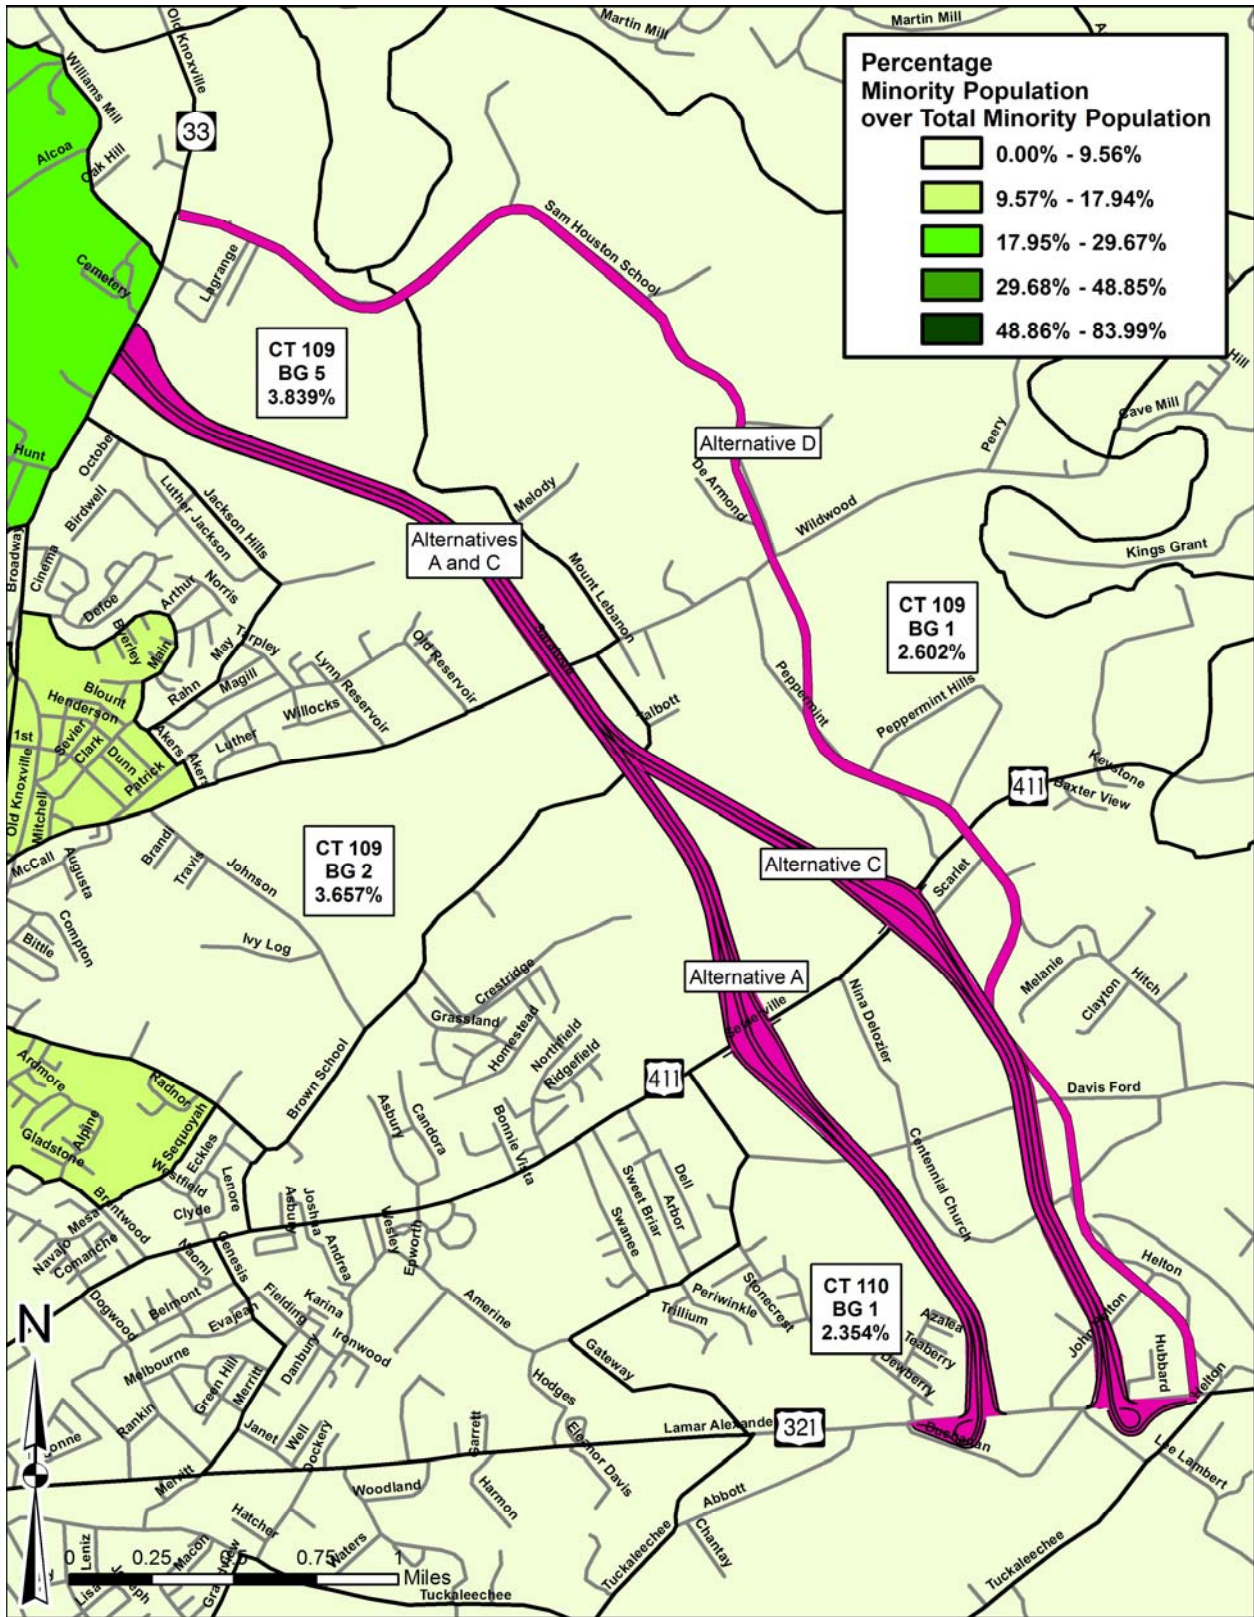 Martin Mill
Martin Mill
Old Knoxville
Williams Mill
33
Alcoa
Oak Hill
Percentage
Minority Population
over Total Minority Population
0.00% - 9.56%
9.57% - 17.94%
17.95% - 29.67%
29.68% - 48.85%
48.86% - 83.99%
Sam Houston School
Cemetery
Lagrange
CT 109
BG 5
3.839%
Hill
Cave Mill
Peery
Alternative D
De Armond
Wildwood
Kings Grant
Hunt
October
Birdwell
Luther Jackson
Jackson Hills
Melody
Alternatives
A and C
Mount Lebanon
Broadway
Cinema
Defoe
Arthur
Norris
Byerley
Main
May
Tarpley
Rahn
Magill
Lynn Reservoir
Old Reservoir
Willocks
Luther
Akers
Akers
Blount
Henderson
1st
Sevier
Clark
Dunn
Patrick
Old Knoxville
Mitchell
Talbott
CT 109
BG 1
2.602%
Peppermint
Peppermint Hills
411
Keystone
Baxter View
McCall
Augusta
Brandi
Travis
Johnson
CT 109
BG 2
3.657%
Alternative C
Scarlet
Compton
Bittle
Ivy Log
Alternative A
Crestridge
Grassland
Homestead
Northfield
Ridgefield
Nina Delozier
Melanie
Clayton
Hitch
411
Davis Ford
Ardmore
Radnor
Alpine
Gladstone
Sequoyah
Brown School
Asbury
Candora
Bonnie Vista
Eckles
Westfield
Lenore
Clyde
Brentwood
Mesa
Navajo
Comanche
Dogwood
Naomi
Genesis
Asbury
Joshua
Andrea
Wesley
Epworth
Sweet Briar
Swanee
Dell
Arbor
Centennial Church
Helton
Stonecrest
Periwinkle
Trillium
CT 110
BG 1
2.354%
Azalea
Teaberry
Dewberry
Hubbard
Helton
Belmont
Evajean
Fielding
Karina
Ironwood
Danbury
Amerine
Gateway
Hodges
Melbourne
Green Hill
Merritt
Rankin
Janet
Well
Dockery
Garrett
Eleanor Davis
Lamar Alexander
321
Lee Lambert
Merritt
Woodland
Harmon
Abbott
Chantay
Tuckaleechee
Tuckaleechee
Hatcher
Waters
Macon
Grandview
Leniz
Lisa
Joseph
Tuckaleechee
N
0 0.25 0.5 0.75 1
Miles